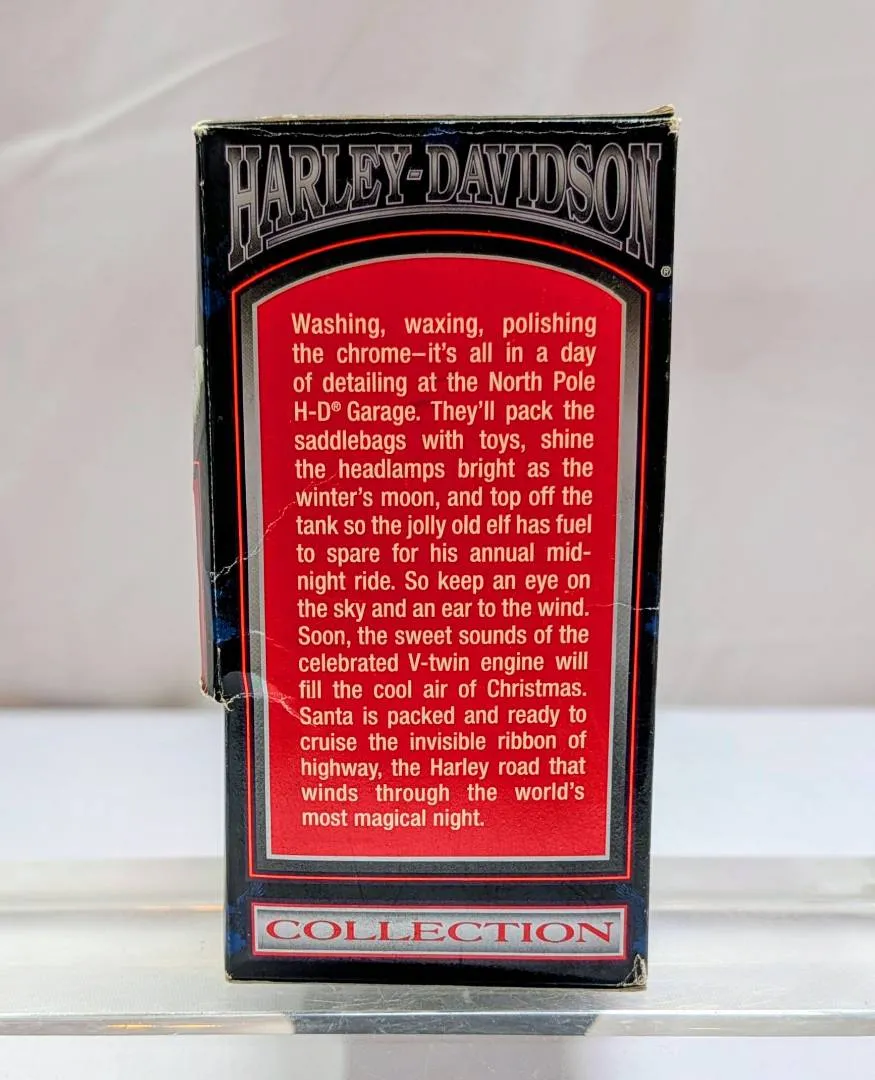 HARLEY-DAVIDSON®
Washing, waxing, polishing
the chrome–it's all in a day
of detailing at the North Pole
H-D® Garage. They'll pack the
saddlebags with toys, shine
the headlamps bright as the
winter's moon, and top off the
tank so the jolly old elf has fuel
to spare for his annual mid-
night ride. So keep an eye on
the sky and an ear to the wind.
Soon, the sweet sounds of the
celebrated V-twin engine will
fill the cool air of Christmas.
Santa is packed and ready to
cruise the invisible ribbon of
highway, the Harley road that
winds through the world's
most magical night.
COLLECTION